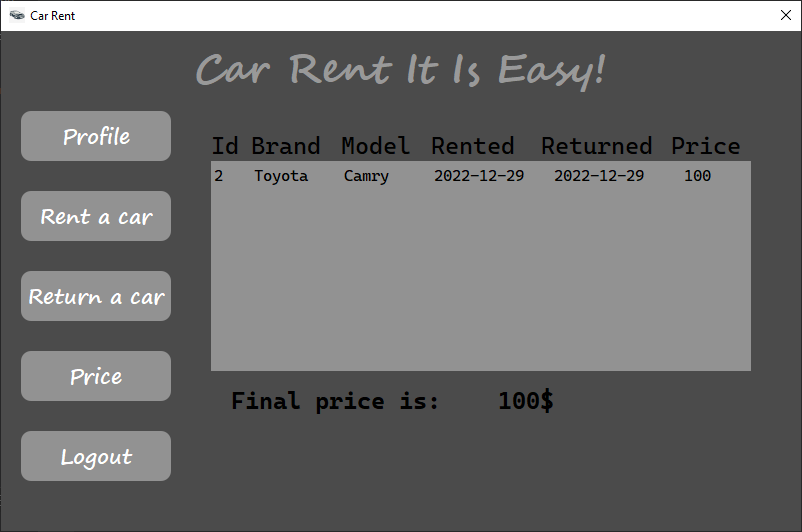 Car Rent
Car Rent It Is Easy!
Profile
Rent a car
Return a car
Price
Logout
Id Brand Model Rented Returned Price
2 Toyota Camry 2022-12-29 2022-12-29 100
Final price is: 100$